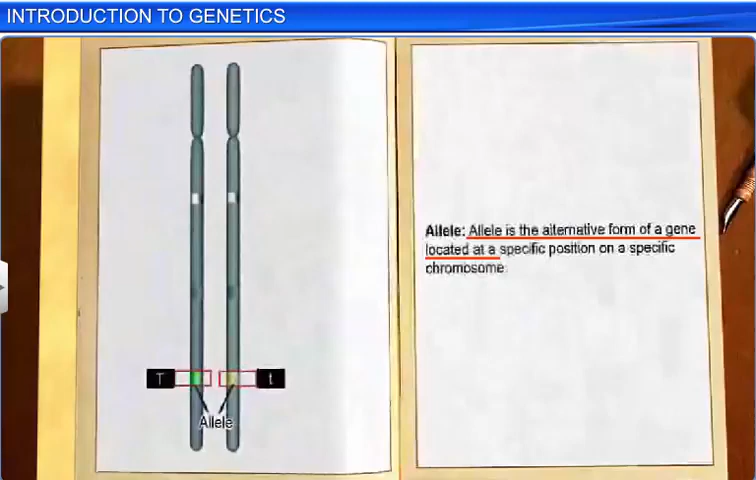 INTRODUCTION TO GENETICS
T
t
Allele
Allele: Allele is the alternative form of a gene
located at a specific position on a specific
chromosome